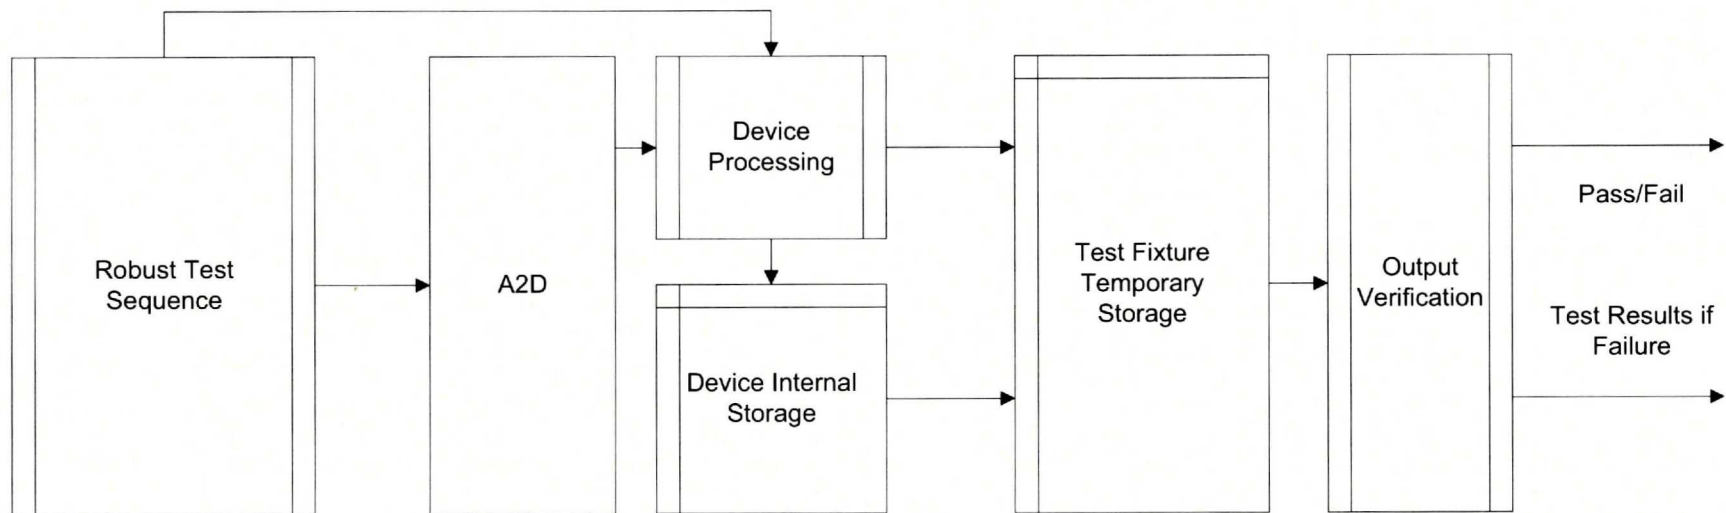 Robust Test
Sequence
A2D
Device
Processing
Device Internal
Storage
Test Fixture
Temporary
Storage
Output
Verification
Pass/Fail
Test Results if
Failure